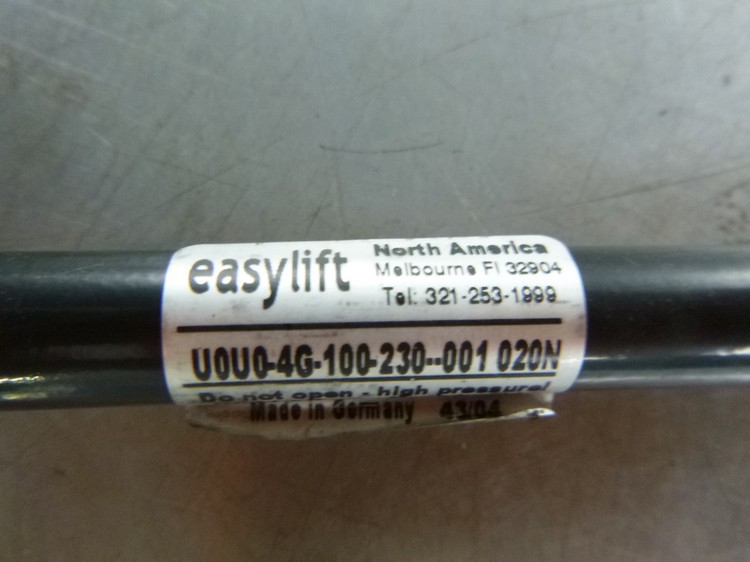 easylift
North America
Melbourne Fl 32904
Tel: 321-253-1999
U0U0-4G-100-230--001 020N
Do not open - high pressure!
Made in Germany 43/04